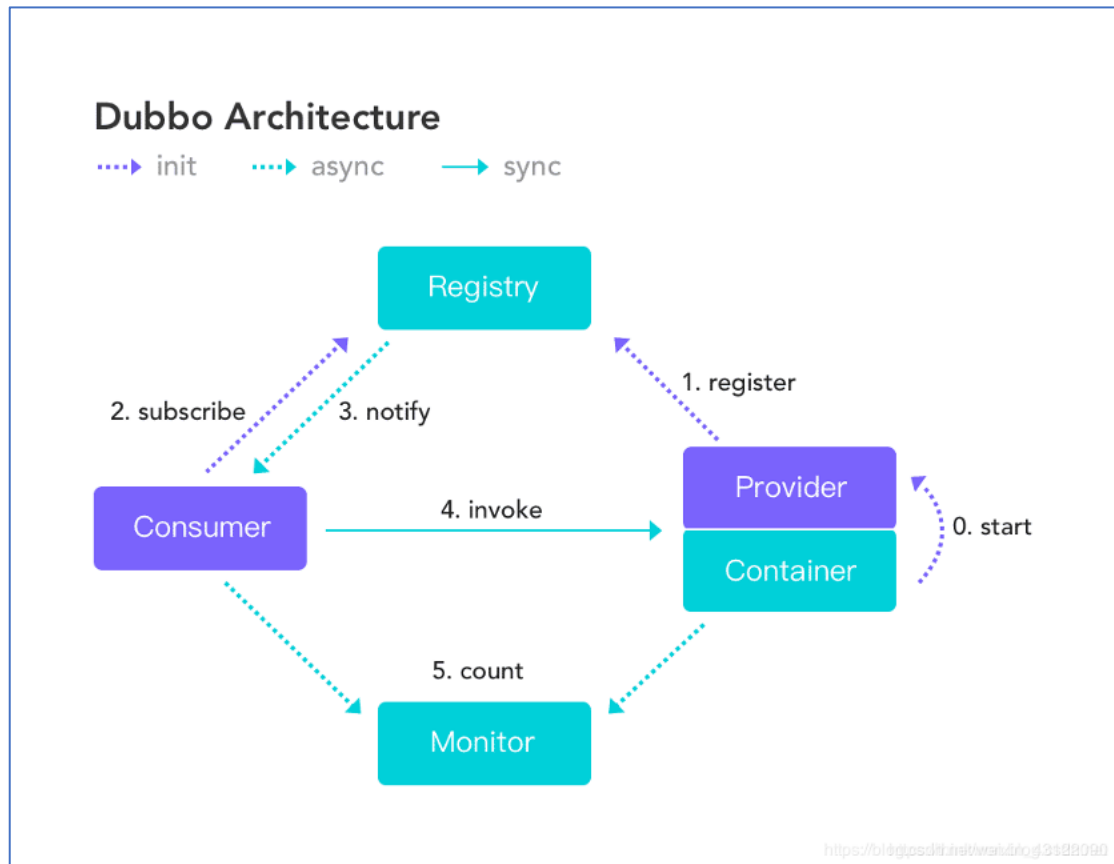 Dubbo Architecture
init async sync
Registry
1. register
2. subscribe
3. notify
Provider
4. invoke
Consumer
0. start
Container
5. count
Monitor